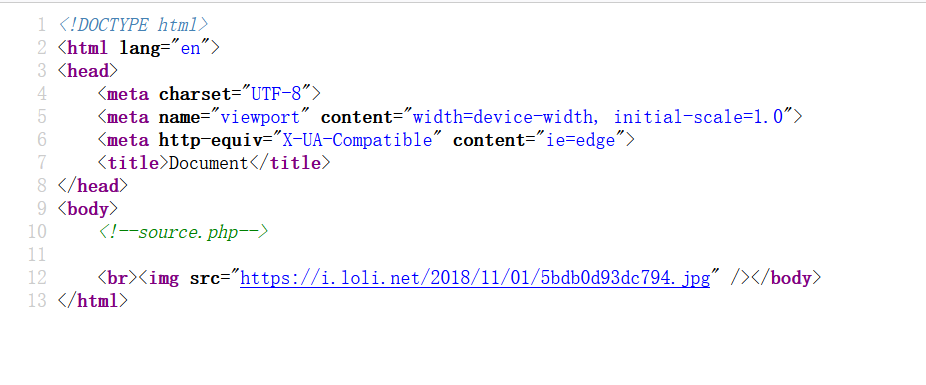 1 <!DOCTYPE html>
2 <html lang="en">
3 <head>
4     <meta charset="UTF-8">
5     <meta name="viewport" content="width=device-width, initial-scale=1.0">
6     <meta http-equiv="X-UA-Compatible" content="ie=edge">
7     <title>Document</title>
8 </head>
9 <body>
10     <!--source.php-->
11
12     <br><img src="https://i.loli.net/2018/11/01/5bdb0d93dc794.jpg" /></body>
13 </html>